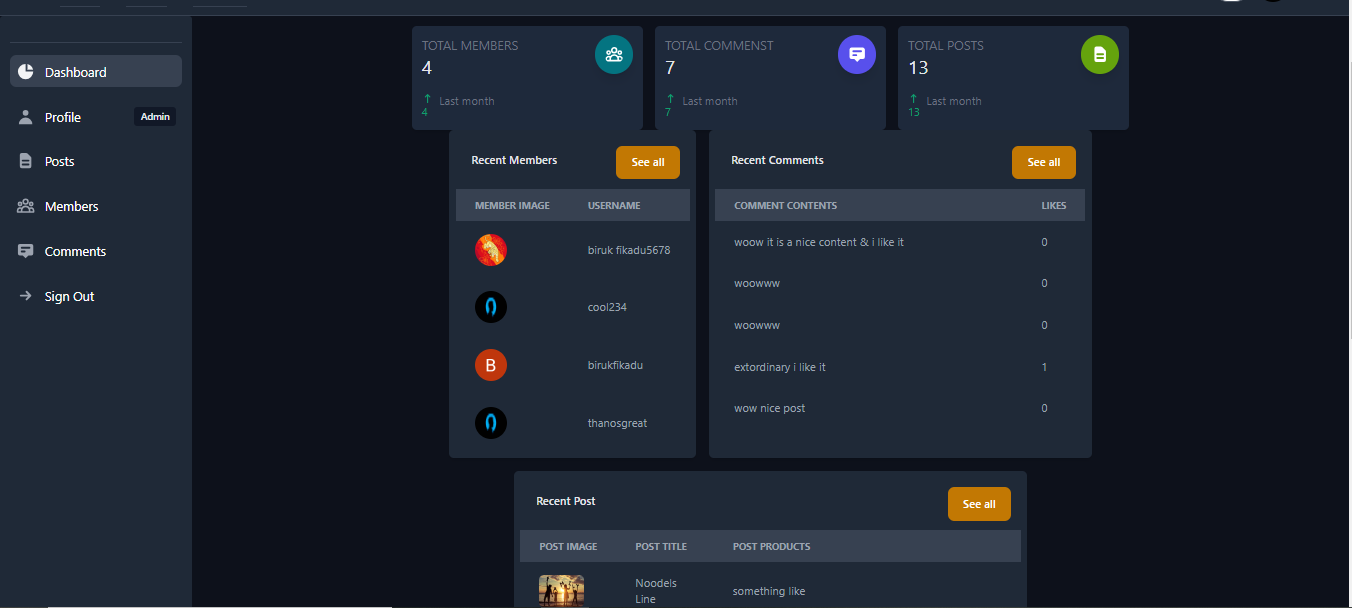 Dashboard
Profile Admin
Posts
Members
Comments
Sign Out
TOTAL MEMBERS
4
Last month
4
TOTAL COMMENST
7
Last month
7
TOTAL POSTS
13
Last month
13
Recent Members See all
MEMBER IMAGE USERNAME
biruk fikadu5678
cool234
B birukfikadu
thanosgreat
Recent Comments See all
COMMENT CONTENTS LIKES
woow it is a nice content & i like it 0
woowww 0
woowww 0
extordinary i like it 1
wow nice post 0
Recent Post See all
POST IMAGE POST TITLE POST PRODUCTS
Noodels
Line
something like